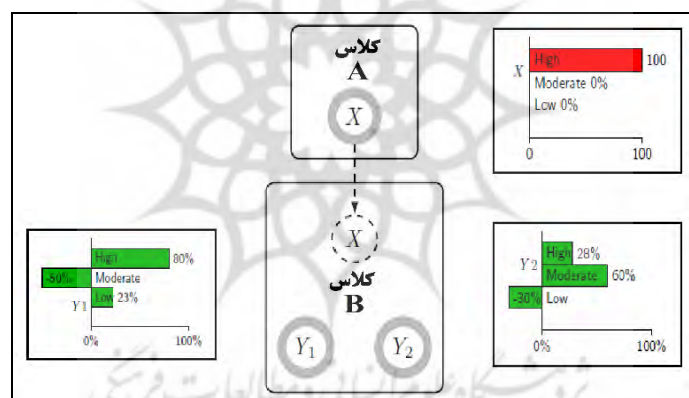 کلاس
A
X
X
کلاس
B
Y1 Y2
X
High 100
Moderate 0%
Low 0%
0 100
Y1
High 80%
-50% Moderate
Low 23%
0% 100%
Y2
High 28%
Moderate 60%
-30% Low
0% 100%